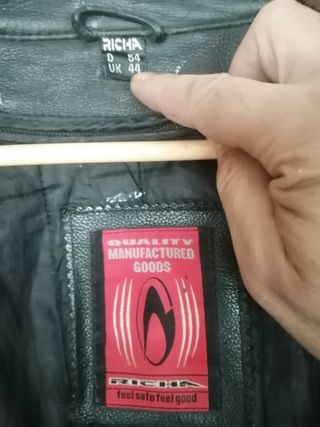 RICHA
D 54
UK 44
QUALITY
MANUFACTURED
GOODS
RICHA
feel safe feel good